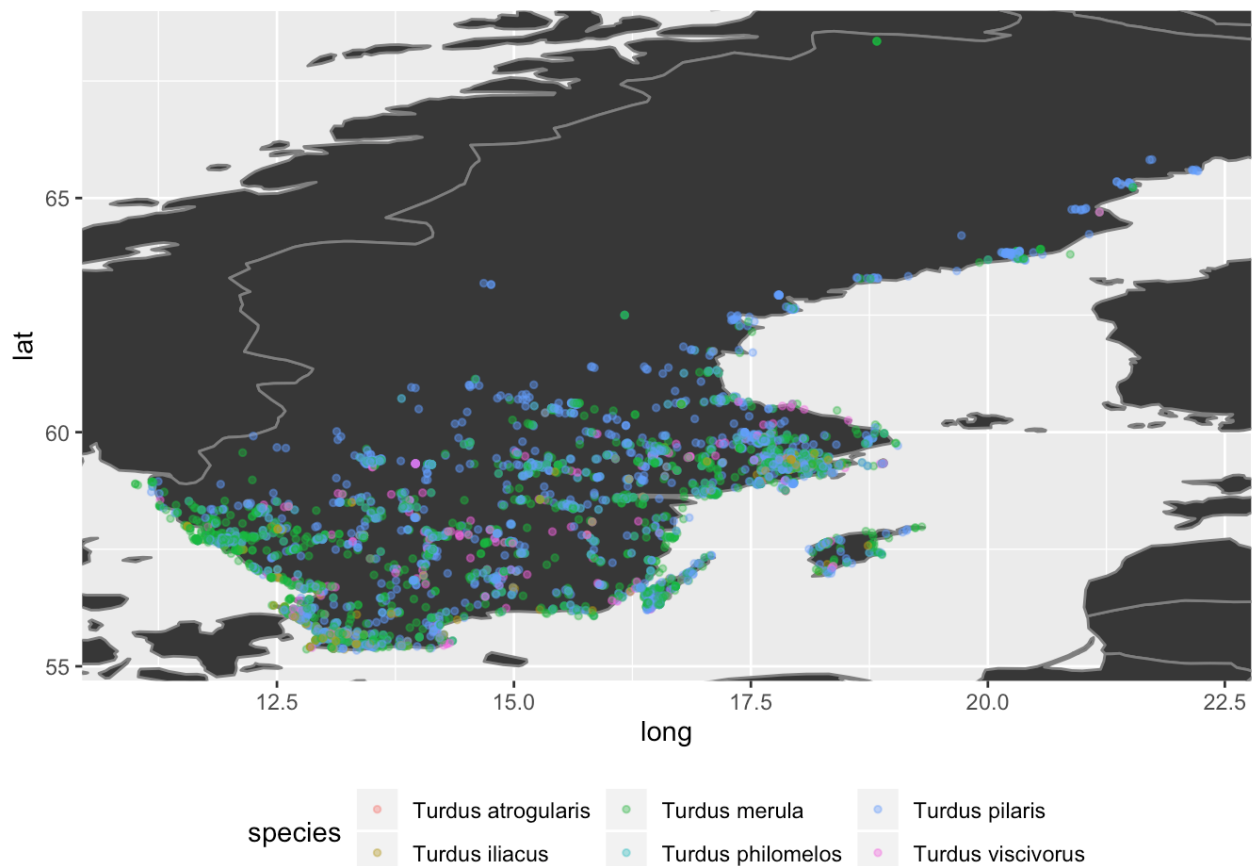 65
60
55
lat
12.5 15.0 17.5 20.0 22.5
long
species
Turdus atrogularis Turdus merula Turdus pilaris
Turdus iliacus Turdus philomelos Turdus viscivorus